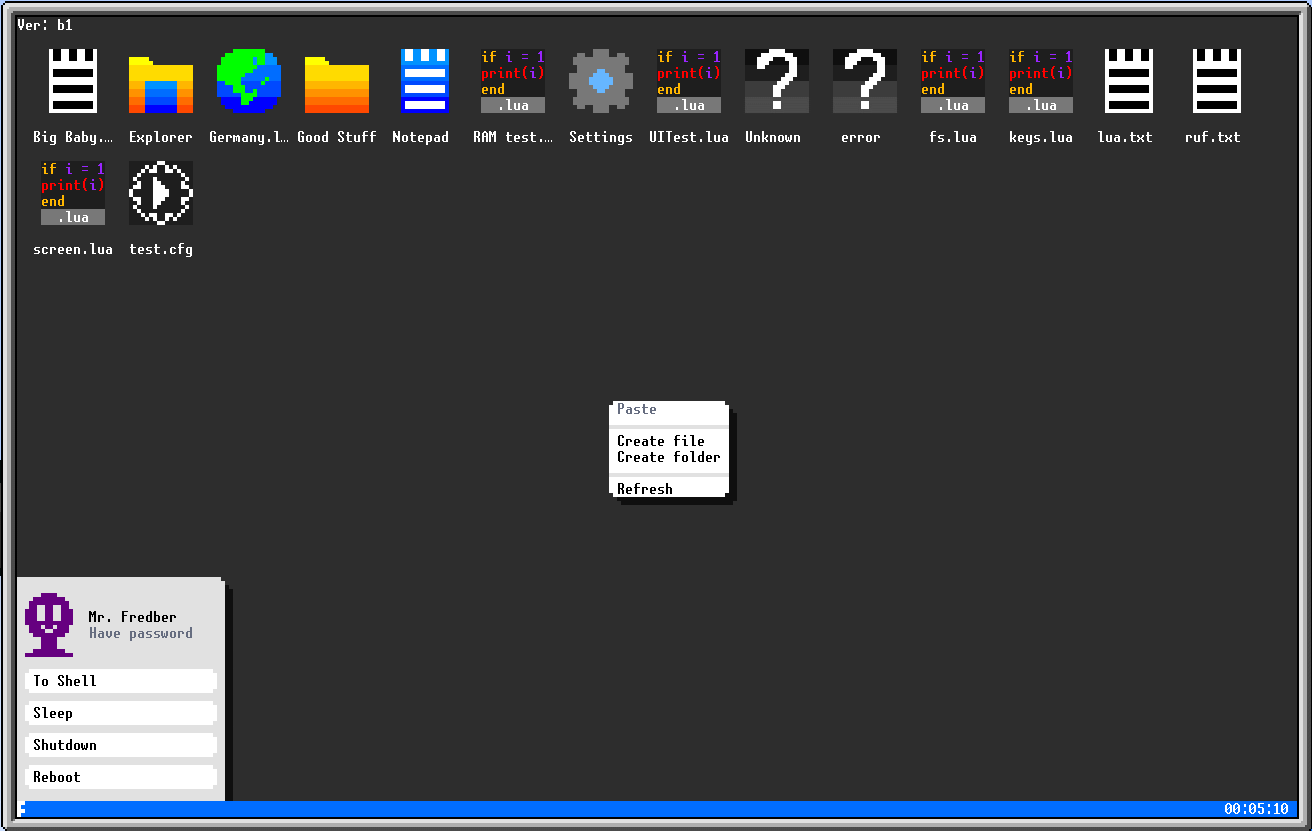 Ver: b1
if i = 1 if i = 1 if i = 1 if i = 1
print(i) print(i) print(i) print(i)
end end end end
.lua .lua .lua .lua
Big Baby.… Explorer Germany.l… Good Stuff Notepad RAM test.… Settings UITest.lua Unknown error fs.lua keys.lua lua.txt ruf.txt
if i = 1
print(i)
end
.lua
screen.lua test.cfg
Paste
Create file
Create folder
Refresh
Mr. Fredber
Have password
To Shell
Sleep
Shutdown
Reboot
00:05:10